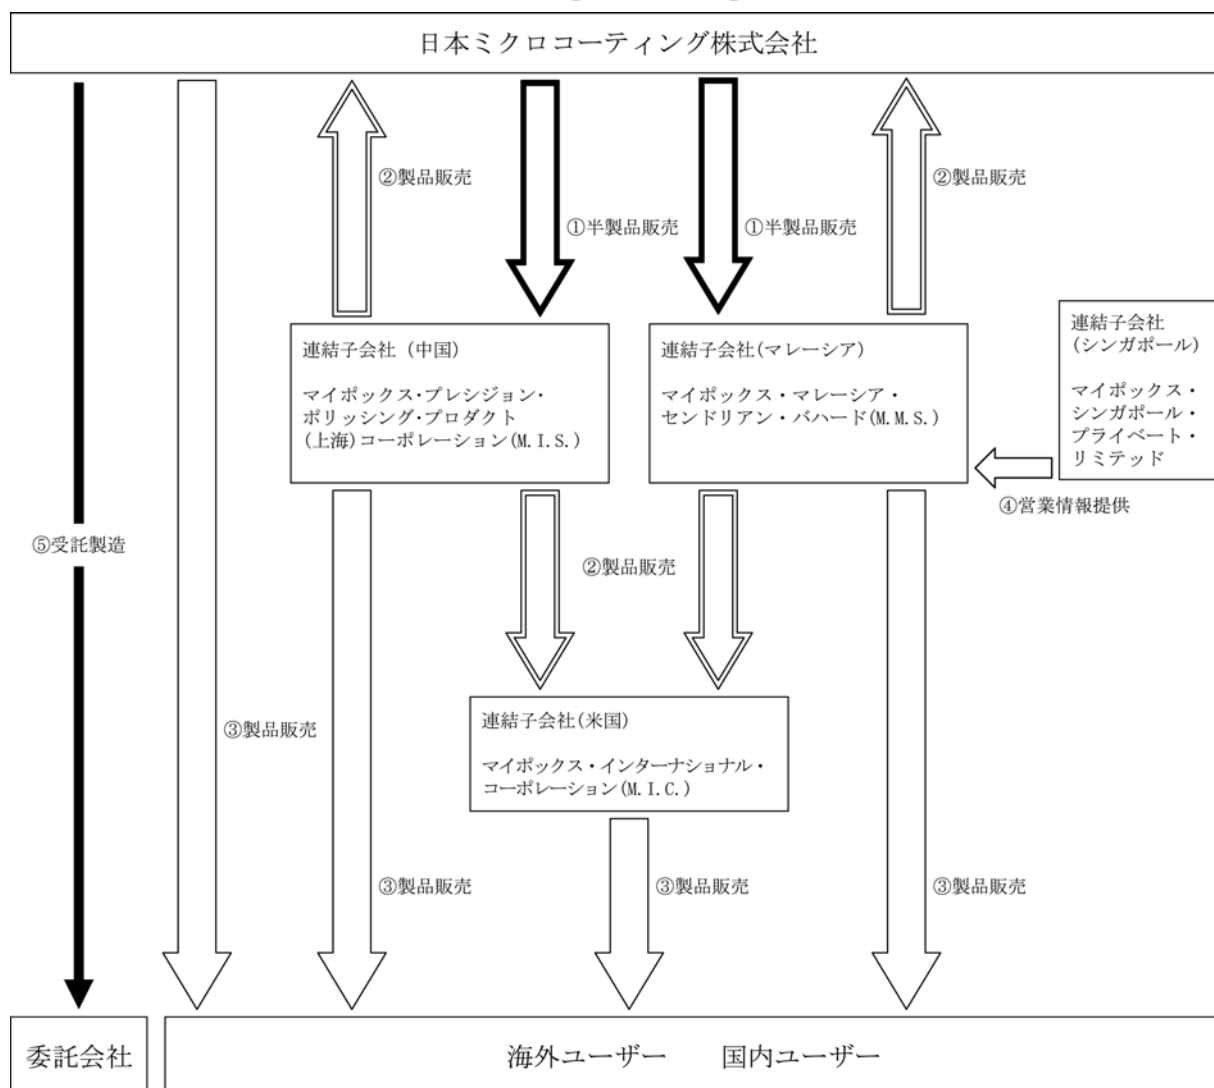 日本ミクロコーティング株式会社
②製品販売
②製品販売
①半製品販売
①半製品販売
連結子会社(中国)
マイポックス・プレシジョン・
ポリッシング・プロダクト
(上海)コーポレーション(M.I.S.)
連結子会社(マレーシア)
マイポックス・マレーシア・
センドリアン・バハード(M.M.S.)
連結子会社
(シンガポール)
マイポックス・
シンガポール・
プライベート・
リミテッド
④営業情報提供
⑤受託製造
②製品販売
連結子会社(米国)
マイポックス・インターナショナル・
コーポレーション(M.I.C.)
③製品販売
③製品販売
③製品販売
③製品販売
委託会社
海外ユーザー 国内ユーザー